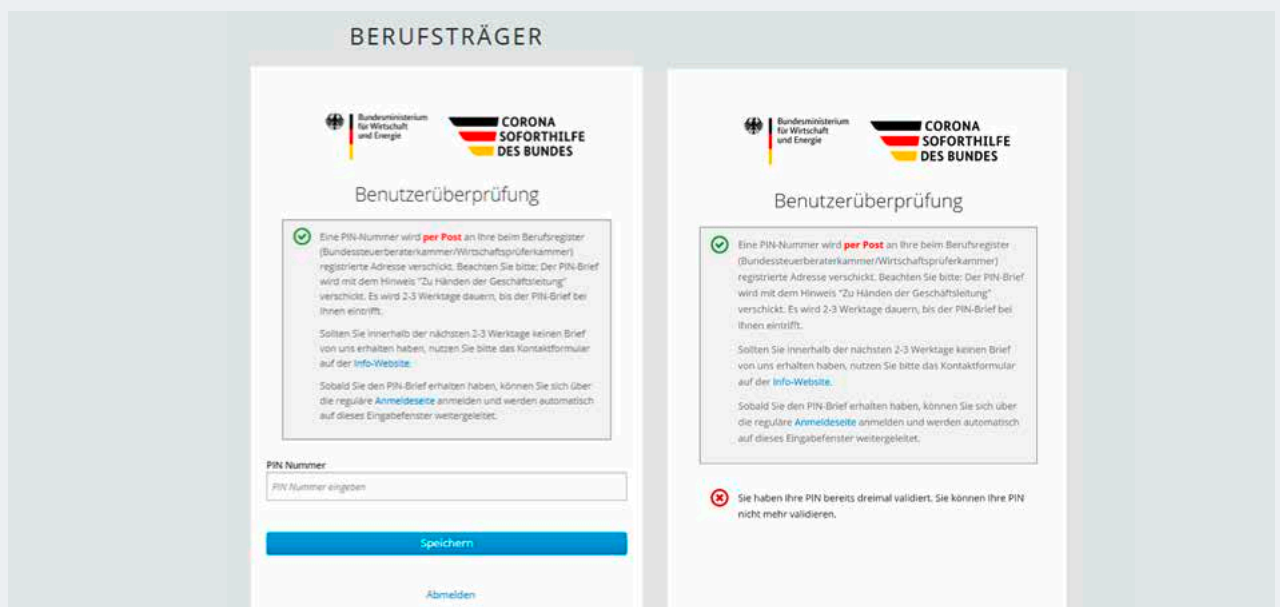 BERUFSTRÄGER
Bundesministerium
für Wirtschaft
und Energie
CORONA
SOFORTHILFE
DES BUNDES
Benutzerüberprüfung
Eine PIN-Nummer wird per Post an Ihre beim Berufsregister
(Bundessteuerberaterkammer/Wirtschaftsprüferkammer)
registrierte Adresse verschickt. Beachten Sie bitte: Der PIN-Brief
wird mit dem Hinweis "Zu Händen der Geschäftsleitung"
verschickt. Es wird 2-3 Werktage dauern, bis der PIN-Brief bei
Ihnen eintrifft.
Sollten Sie innerhalb der nächsten 2-3 Werktage keinen Brief
von uns erhalten haben, nutzen Sie bitte das Kontaktformular
auf der Info-Website.
Sobald Sie den PIN-Brief erhalten haben, können Sie sich über
die reguläre Anmeldeseite anmelden und werden automatisch
auf dieses Eingabefenster weitergeleitet.
PIN Nummer
PIN Nummer eingeben
Speichern
Abmelden
Bundesministerium
für Wirtschaft
und Energie
CORONA
SOFORTHILFE
DES BUNDES
Benutzerüberprüfung
Eine PIN-Nummer wird per Post an Ihre beim Berufsregister
(Bundessteuerberaterkammer/Wirtschaftsprüferkammer)
registrierte Adresse verschickt. Beachten Sie bitte: Der PIN-Brief
wird mit dem Hinweis "Zu Händen der Geschäftsleitung"
verschickt. Es wird 2-3 Werktage dauern, bis der PIN-Brief bei
Ihnen eintrifft.
Sollten Sie innerhalb der nächsten 2-3 Werktage keinen Brief
von uns erhalten haben, nutzen Sie bitte das Kontaktformular
auf der Info-Website.
Sobald Sie den PIN-Brief erhalten haben, können Sie sich über
die reguläre Anmeldeseite anmelden und werden automatisch
auf dieses Eingabefenster weitergeleitet.
Sie haben Ihre PIN bereits dreimal validiert. Sie können Ihre PIN
nicht mehr validieren.